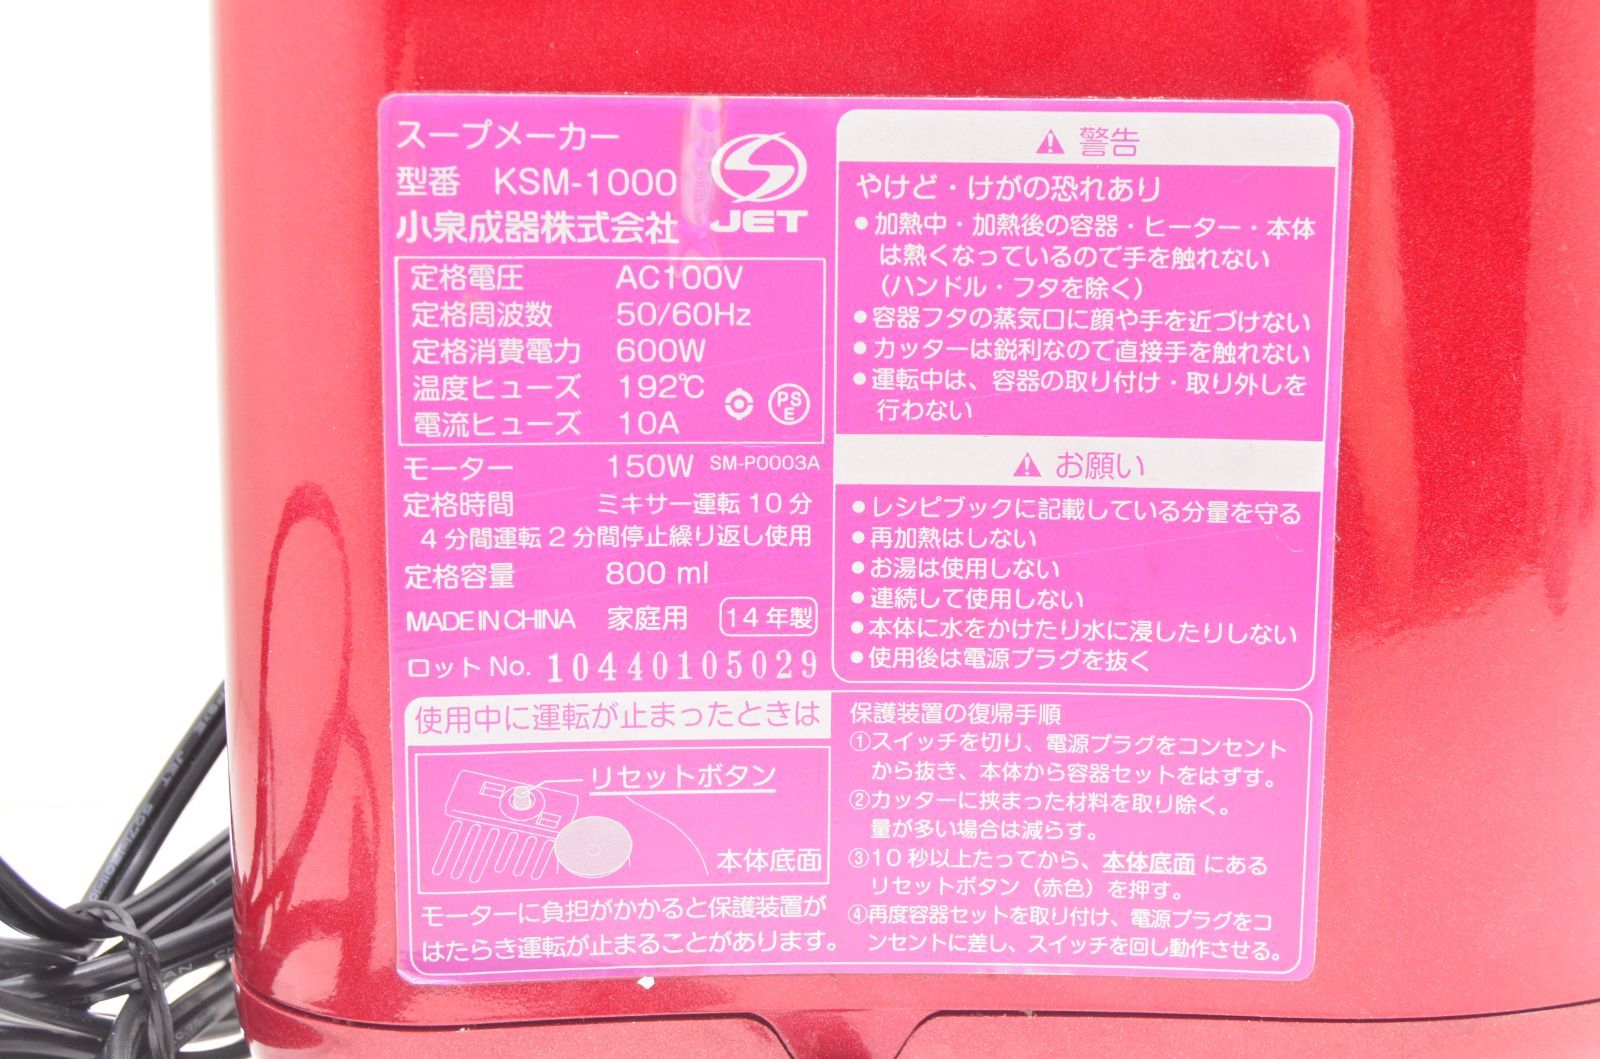 スープメーカー
型番 KSM-1000
小泉成器株式会社
JET
定格電圧 AC100V
定格周波数 50/60Hz
定格消費電力 600W
温度ヒューズ 192℃
電流ヒューズ 10A
PS
E
モーター 150W SM-P0003A
定格時間 ミキサー運転10分
4分間運転2分間停止繰り返し使用
定格容量 800 ml
MADE IN CHINA 家庭用 14年製
ロットNo. 10440105029
警告
やけど・けがの恐れあり
●加熱中・加熱後の容器・ヒーター・本体
は熱くなっているので手を触れない
(ハンドル・フタを除く)
●容器フタの蒸気口に顔や手を近づけない
●カッターは鋭利なので直接手を触れない
●運転中は、容器の取り付け・取り外しを
行わない
お願い
●レシピブックに記載している分量を守る
●再加熱はしない
●お湯は使用しない
●連続して使用しない
●本体に水をかけたり水に浸したりしない
●使用後は電源プラグを抜く
使用中に運転が止まったときは
リセットボタン
本体底面
モーターに負担がかかると保護装置が
はたらき運転が止まることがあります。
保護装置の復帰手順
①スイッチを切り、電源プラグをコンセント
から抜き、本体から容器セットをはずす。
②カッターに挟まった材料を取り除く。
量が多い場合は減らす。
③10秒以上たってから、本体底面にある
リセットボタン(赤色)を押す。
④再度容器セットを取り付け、電源プラグをコ
ンセントに差し、スイッチを回し動作させる。